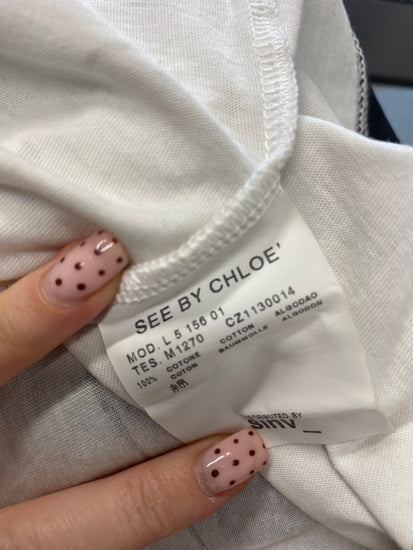 SEE BY CHLOE'
MOD. L 5 156 01
TES. M1270 CZ1130014
100% COTONE COTTON ALGODAO
COTON BAUMWOLLE ALGODON
DISTRIBUTED BY
sinv